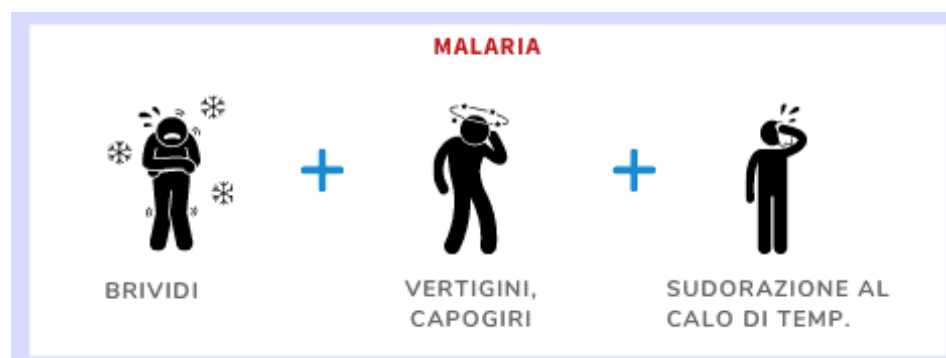 MALARIA
BRIVIDI
VERTIGINI,
CAPOGIRI
SUDORAZIONE AL
CALO DI TEMP.